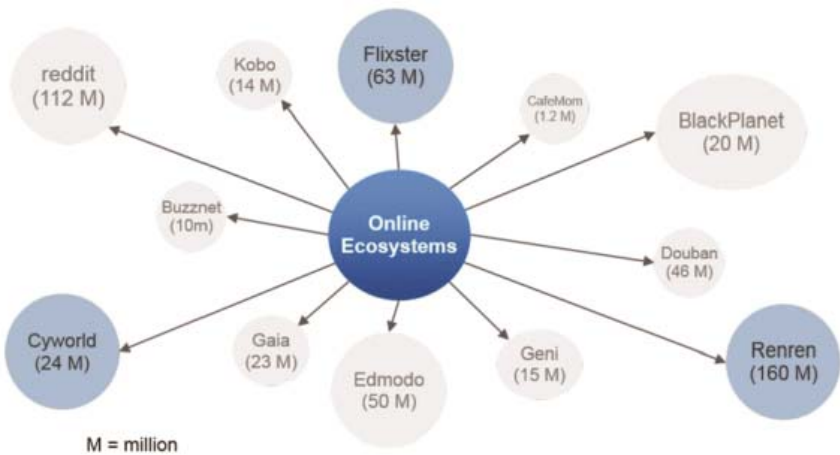 Flixster
(63 M)
reddit
(112 M)
Kobo
(14 M)
CafeMom
(1.2 M)
BlackPlanet
(20 M)
Buzznet
(10m)
Online
Ecosystems
Douban
(46 M)
Cyworld
(24 M)
Gaia
(23 M)
Edmodo
(50 M)
Geni
(15 M)
Renren
(160 M)
M = million